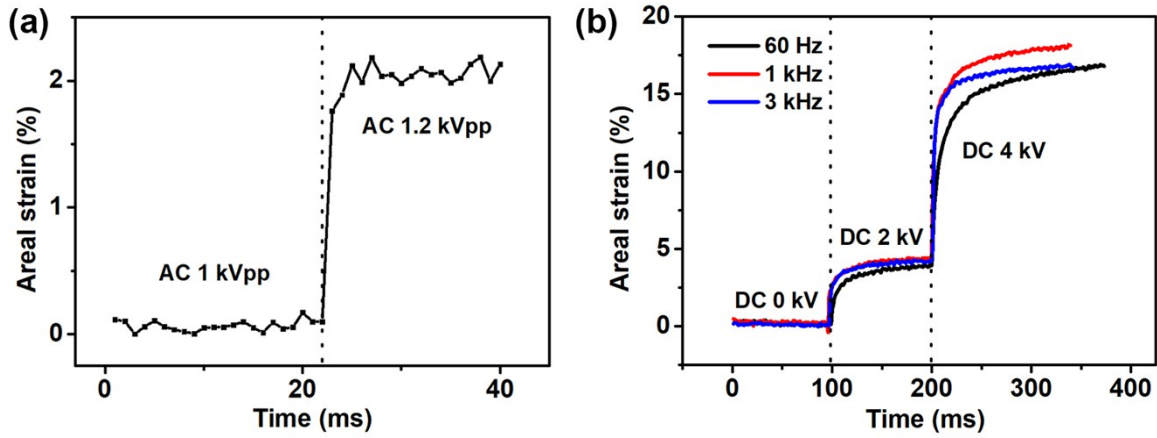 (a)
Areal strain (%)
2
1
0
AC 1.2 kVpp
AC 1 kVpp
0
20
40
Time (ms)
(b)
Areal strain (%)
20
15
10
5
0
60 Hz
1 kHz
3 kHz
DC 4 kV
DC 2 kV
DC 0 kV
0
100
200
300
400
Time (ms)